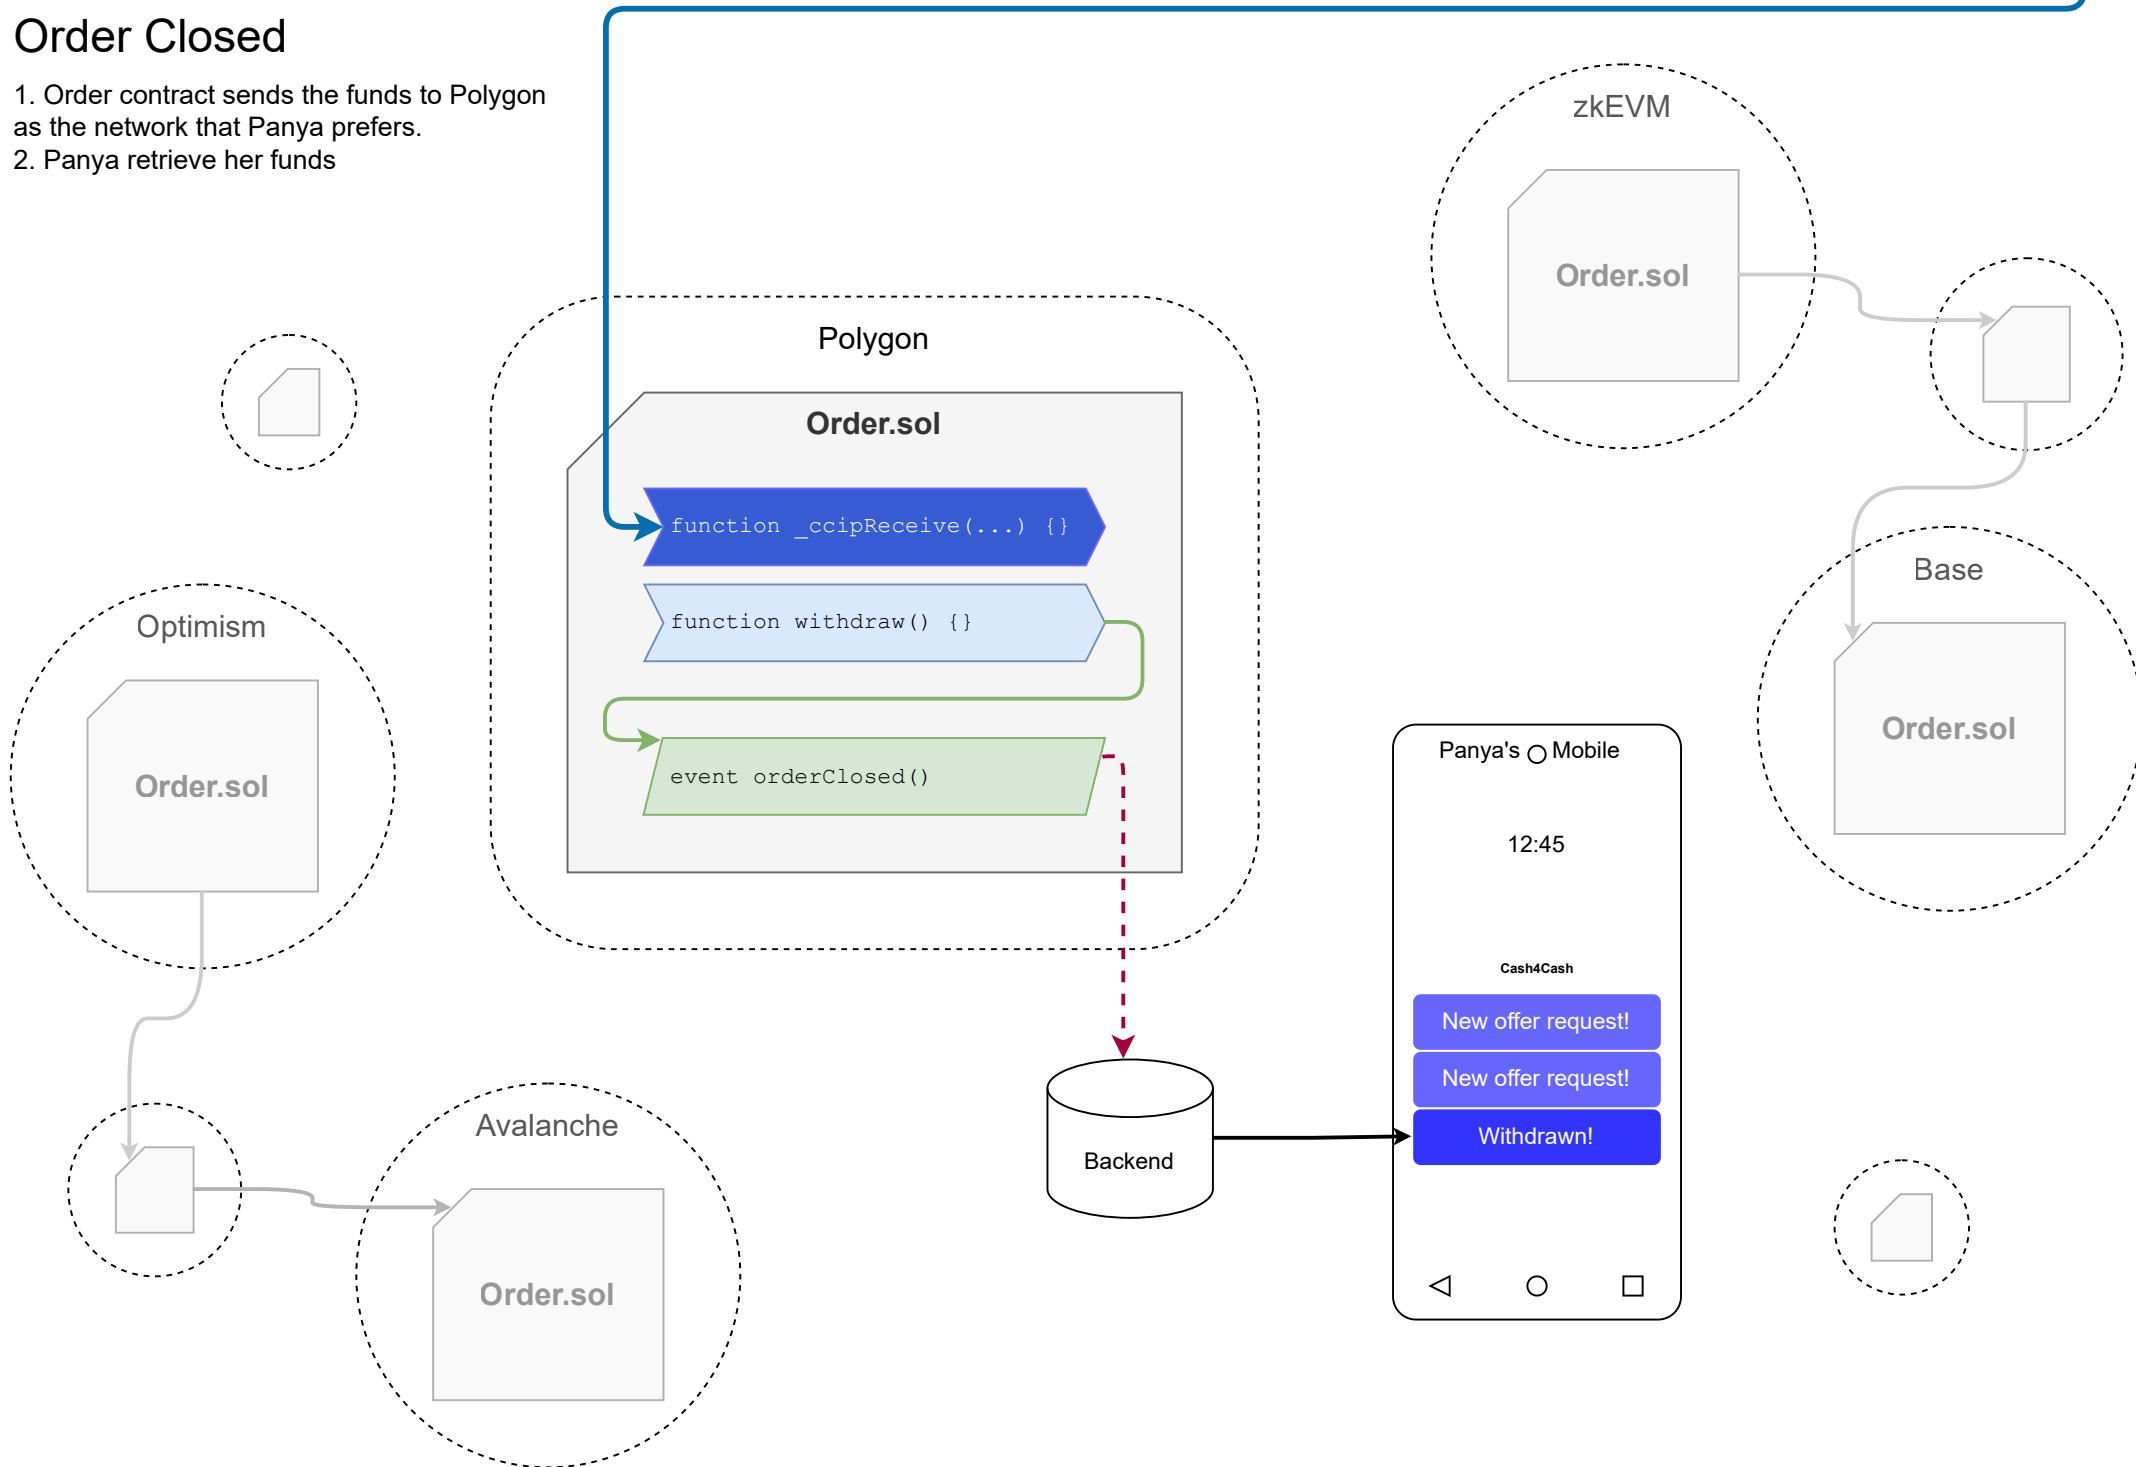 Order Closed
1. Order contract sends the funds to Polygon
as the network that Panya prefers.
2. Panya retrieve her funds
zkEVM
Order.sol
Polygon
Order.sol
function _ccipReceive(...) {}
function withdraw() {}
event orderClosed()
Optimism
Order.sol
Base
Order.sol
Panya's Mobile
12:45
Cash4Cash
New offer request!
New offer request!
Withdrawn!
Backend
Avalanche
Order.sol